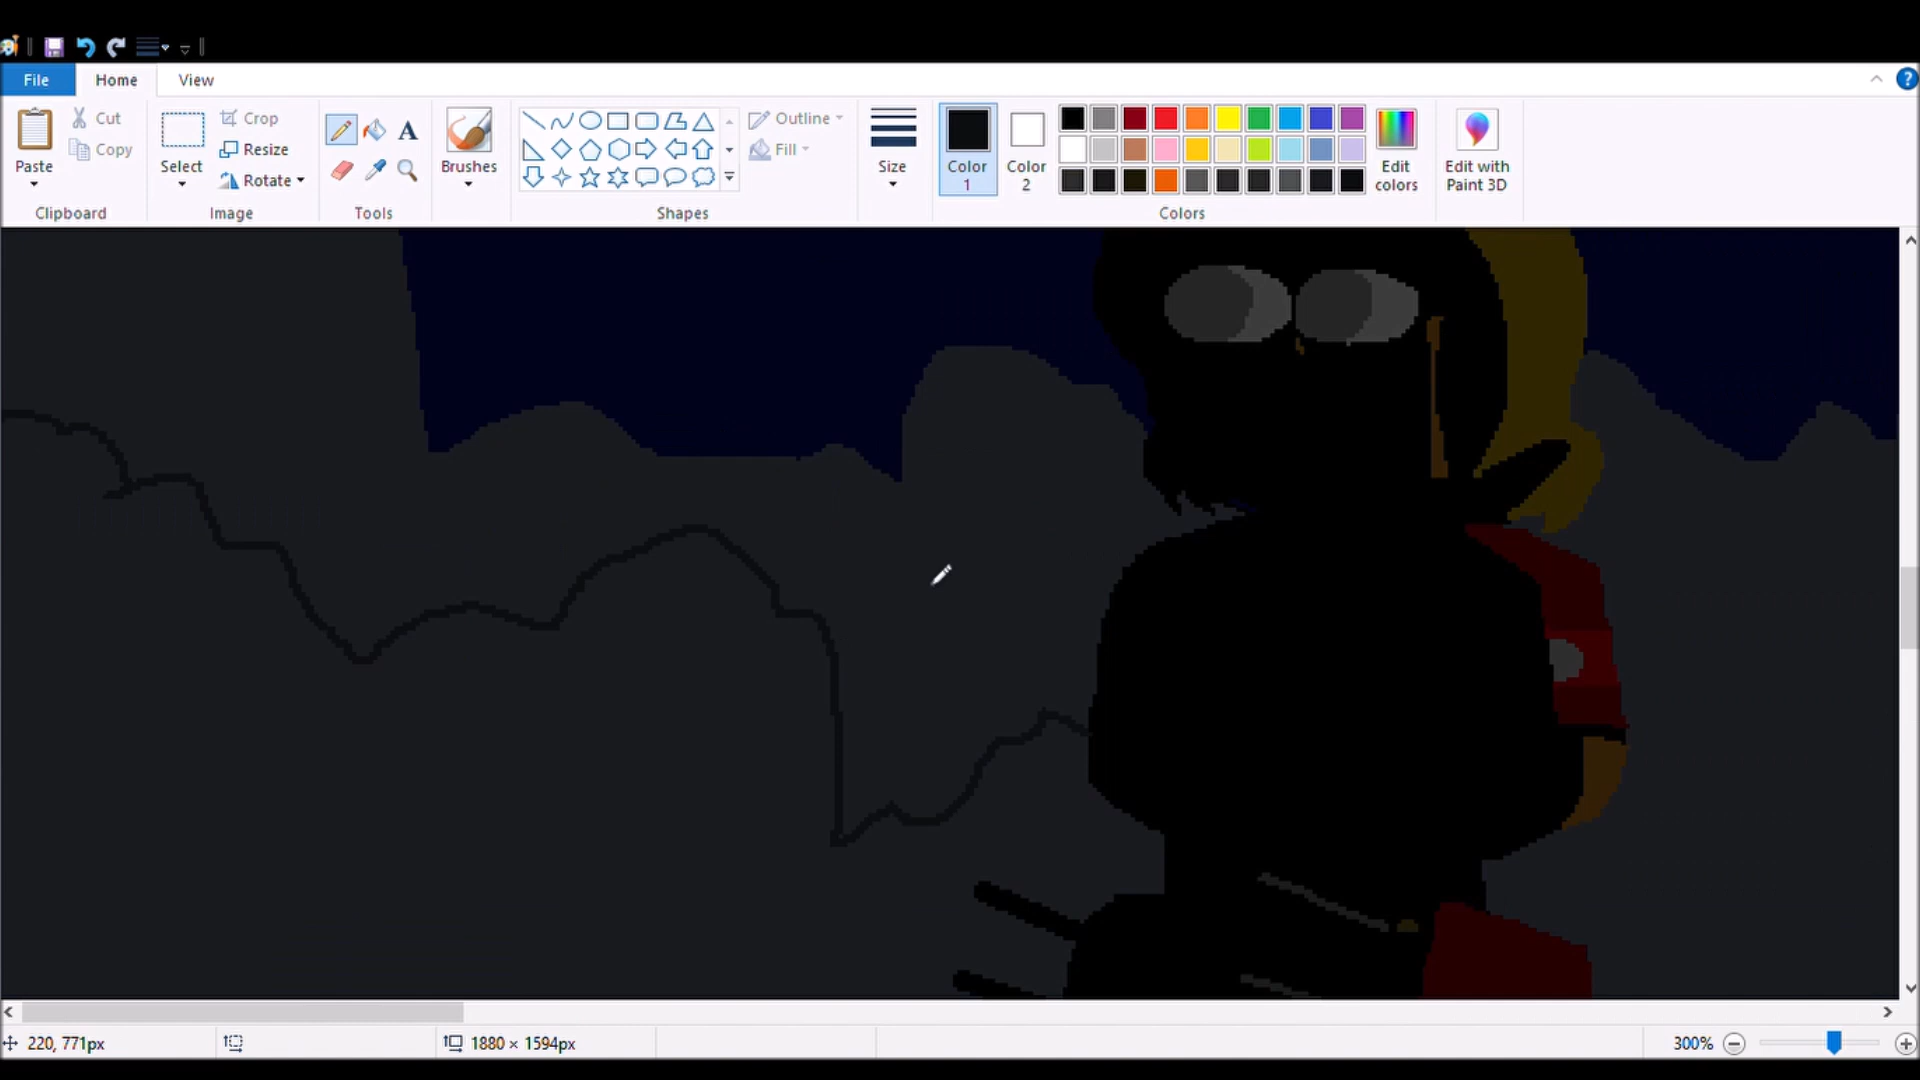 File Home View
Paste Cut Copy
Clipboard
Select Crop Resize Rotate
Image
A
Tools
Brushes
Shapes
Outline Fill
Size
Color 1
Color 2
Colors
Edit colors
Edit with Paint 3D
220, 771px
1880 × 1594px
300%